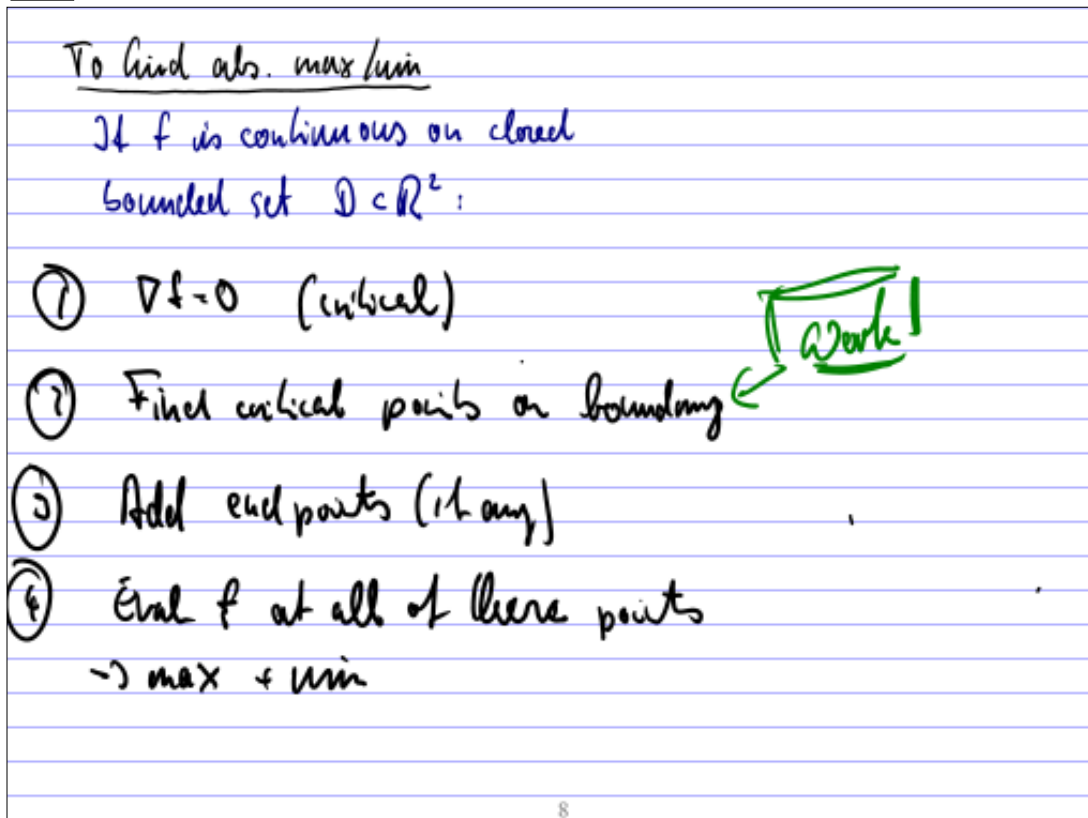 To find abs. max/min
If f is continuous on closed
bounded set D ⊂ ℝ² :
① ∇f = 0 (critical)
Work!
② Find critical points on boundary
③ Add endpoints (if any)
④ Eval f at all of these points
→ max + min
8